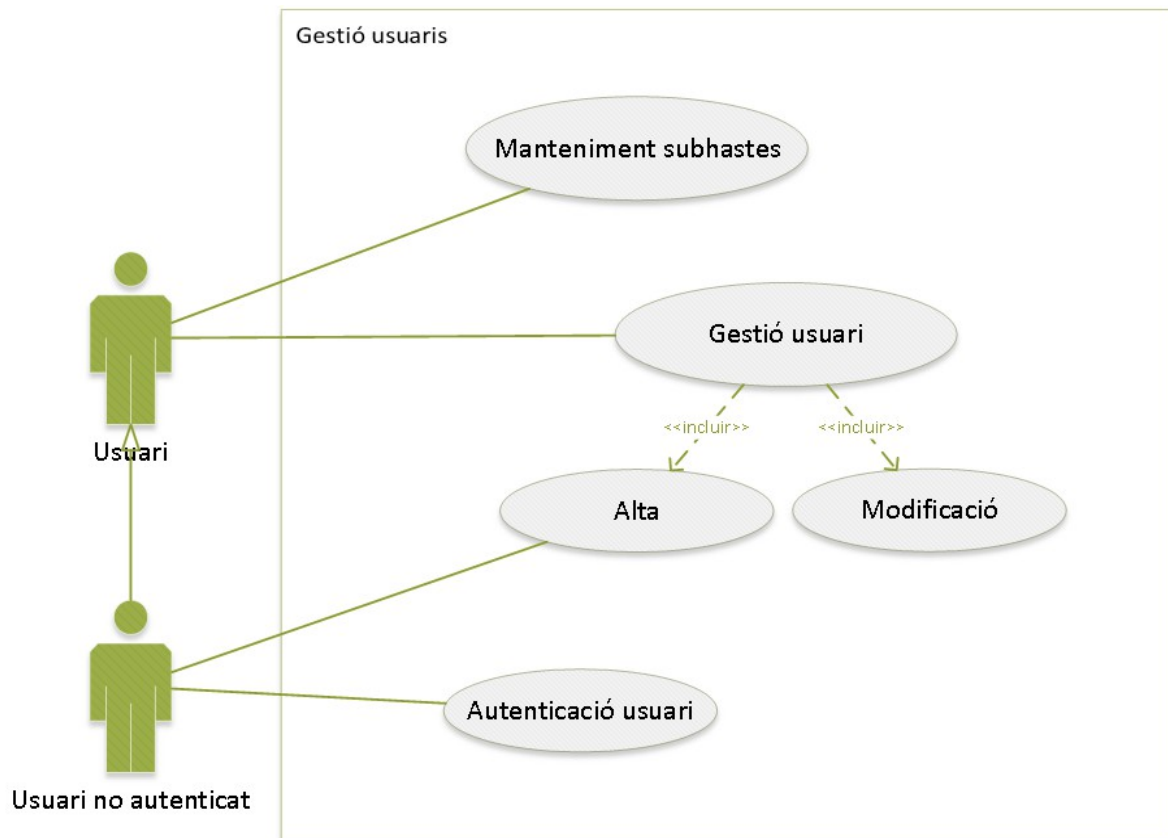 Gestió usuaris
Manteniment subhastes
Gestió usuari
<<incluir>>
<<incluir>>
Usuari
Alta
Modificació
Autenticació usuari
Usuari no autenticat